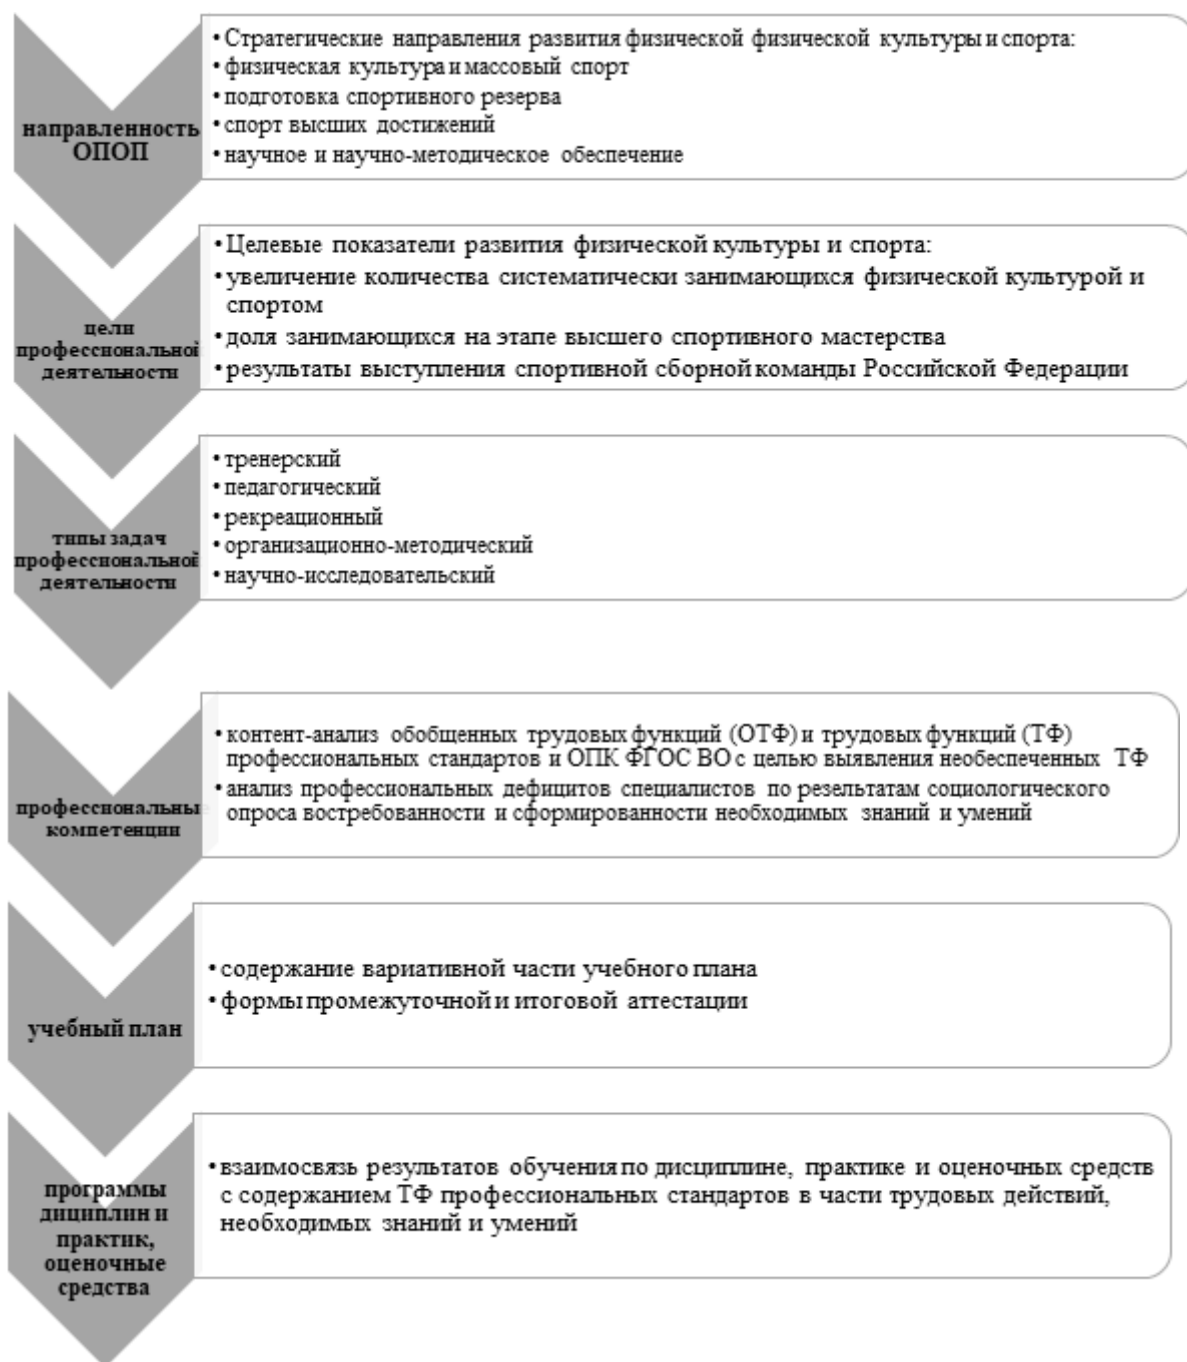 направленность
ОПОП
• Стратегические направления развития физической физической культуры и спорта:
• физическая культура и массовый спорт
• подготовка спортивного резерва
• спорт высших достижений
• научное и научно-методическое обеспечение
цели
профессиональной
деятельности
• Целевые показатели развития физической культуры и спорта:
• увеличение количества систематически занимающихся физической культурой и
спортом
• доля занимающихся на этапе высшего спортивного мастерства
• результаты выступления спортивной сборной команды Российской Федерации
типы задач
профессиональной
деятельности
• тренерский
• педагогический
• рекреационный
• организационно-методический
• научно-исследовательский
профессиональные
компетенции
• контент-анализ обобщенных трудовых функций (ОТФ) и трудовых функций (ТФ)
профессиональных стандартов и ОПК ФГОС ВО с целью выявления необеспеченных ТФ
• анализ профессиональных дефицитов специалистов по резельтатам социологического
опроса востребованности и сформированности необходимых знаний и умений
учебный план
• содержание вариативной части учебного плана
• формы промежуточной и итоговой аттестации
программы
дициплин и
практик,
оценочные
средства
• взаимосвязь результатов обучения по дисциплине, практике и оценочных средств
с содержанием ТФ профессиональных стандартов в части трудовых действий,
необходимых знаний и умений